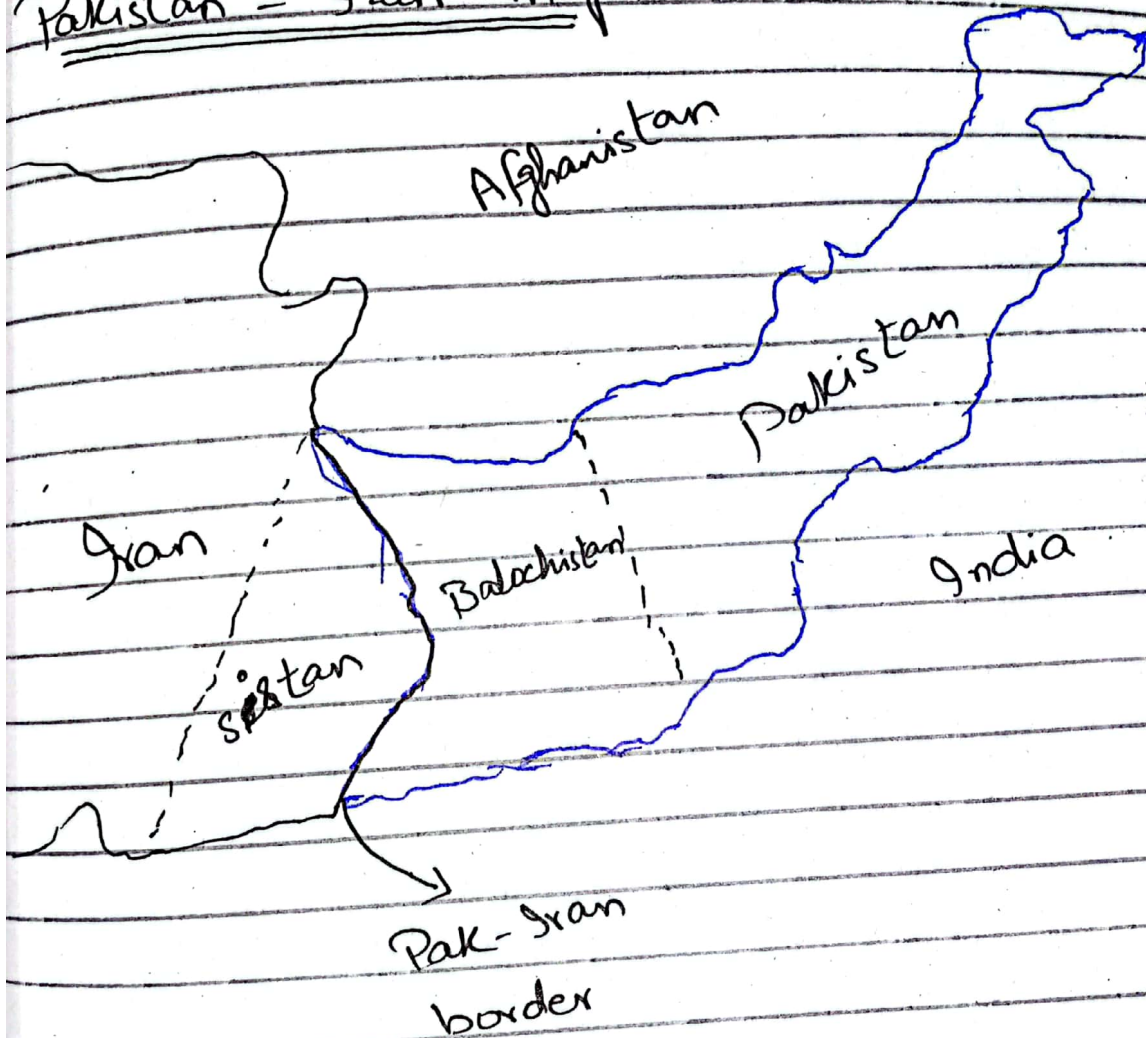 Pakistan -
Afghanistan
Pakistan
Iran
Balochistan
India
sistan
Pak-Iran
border